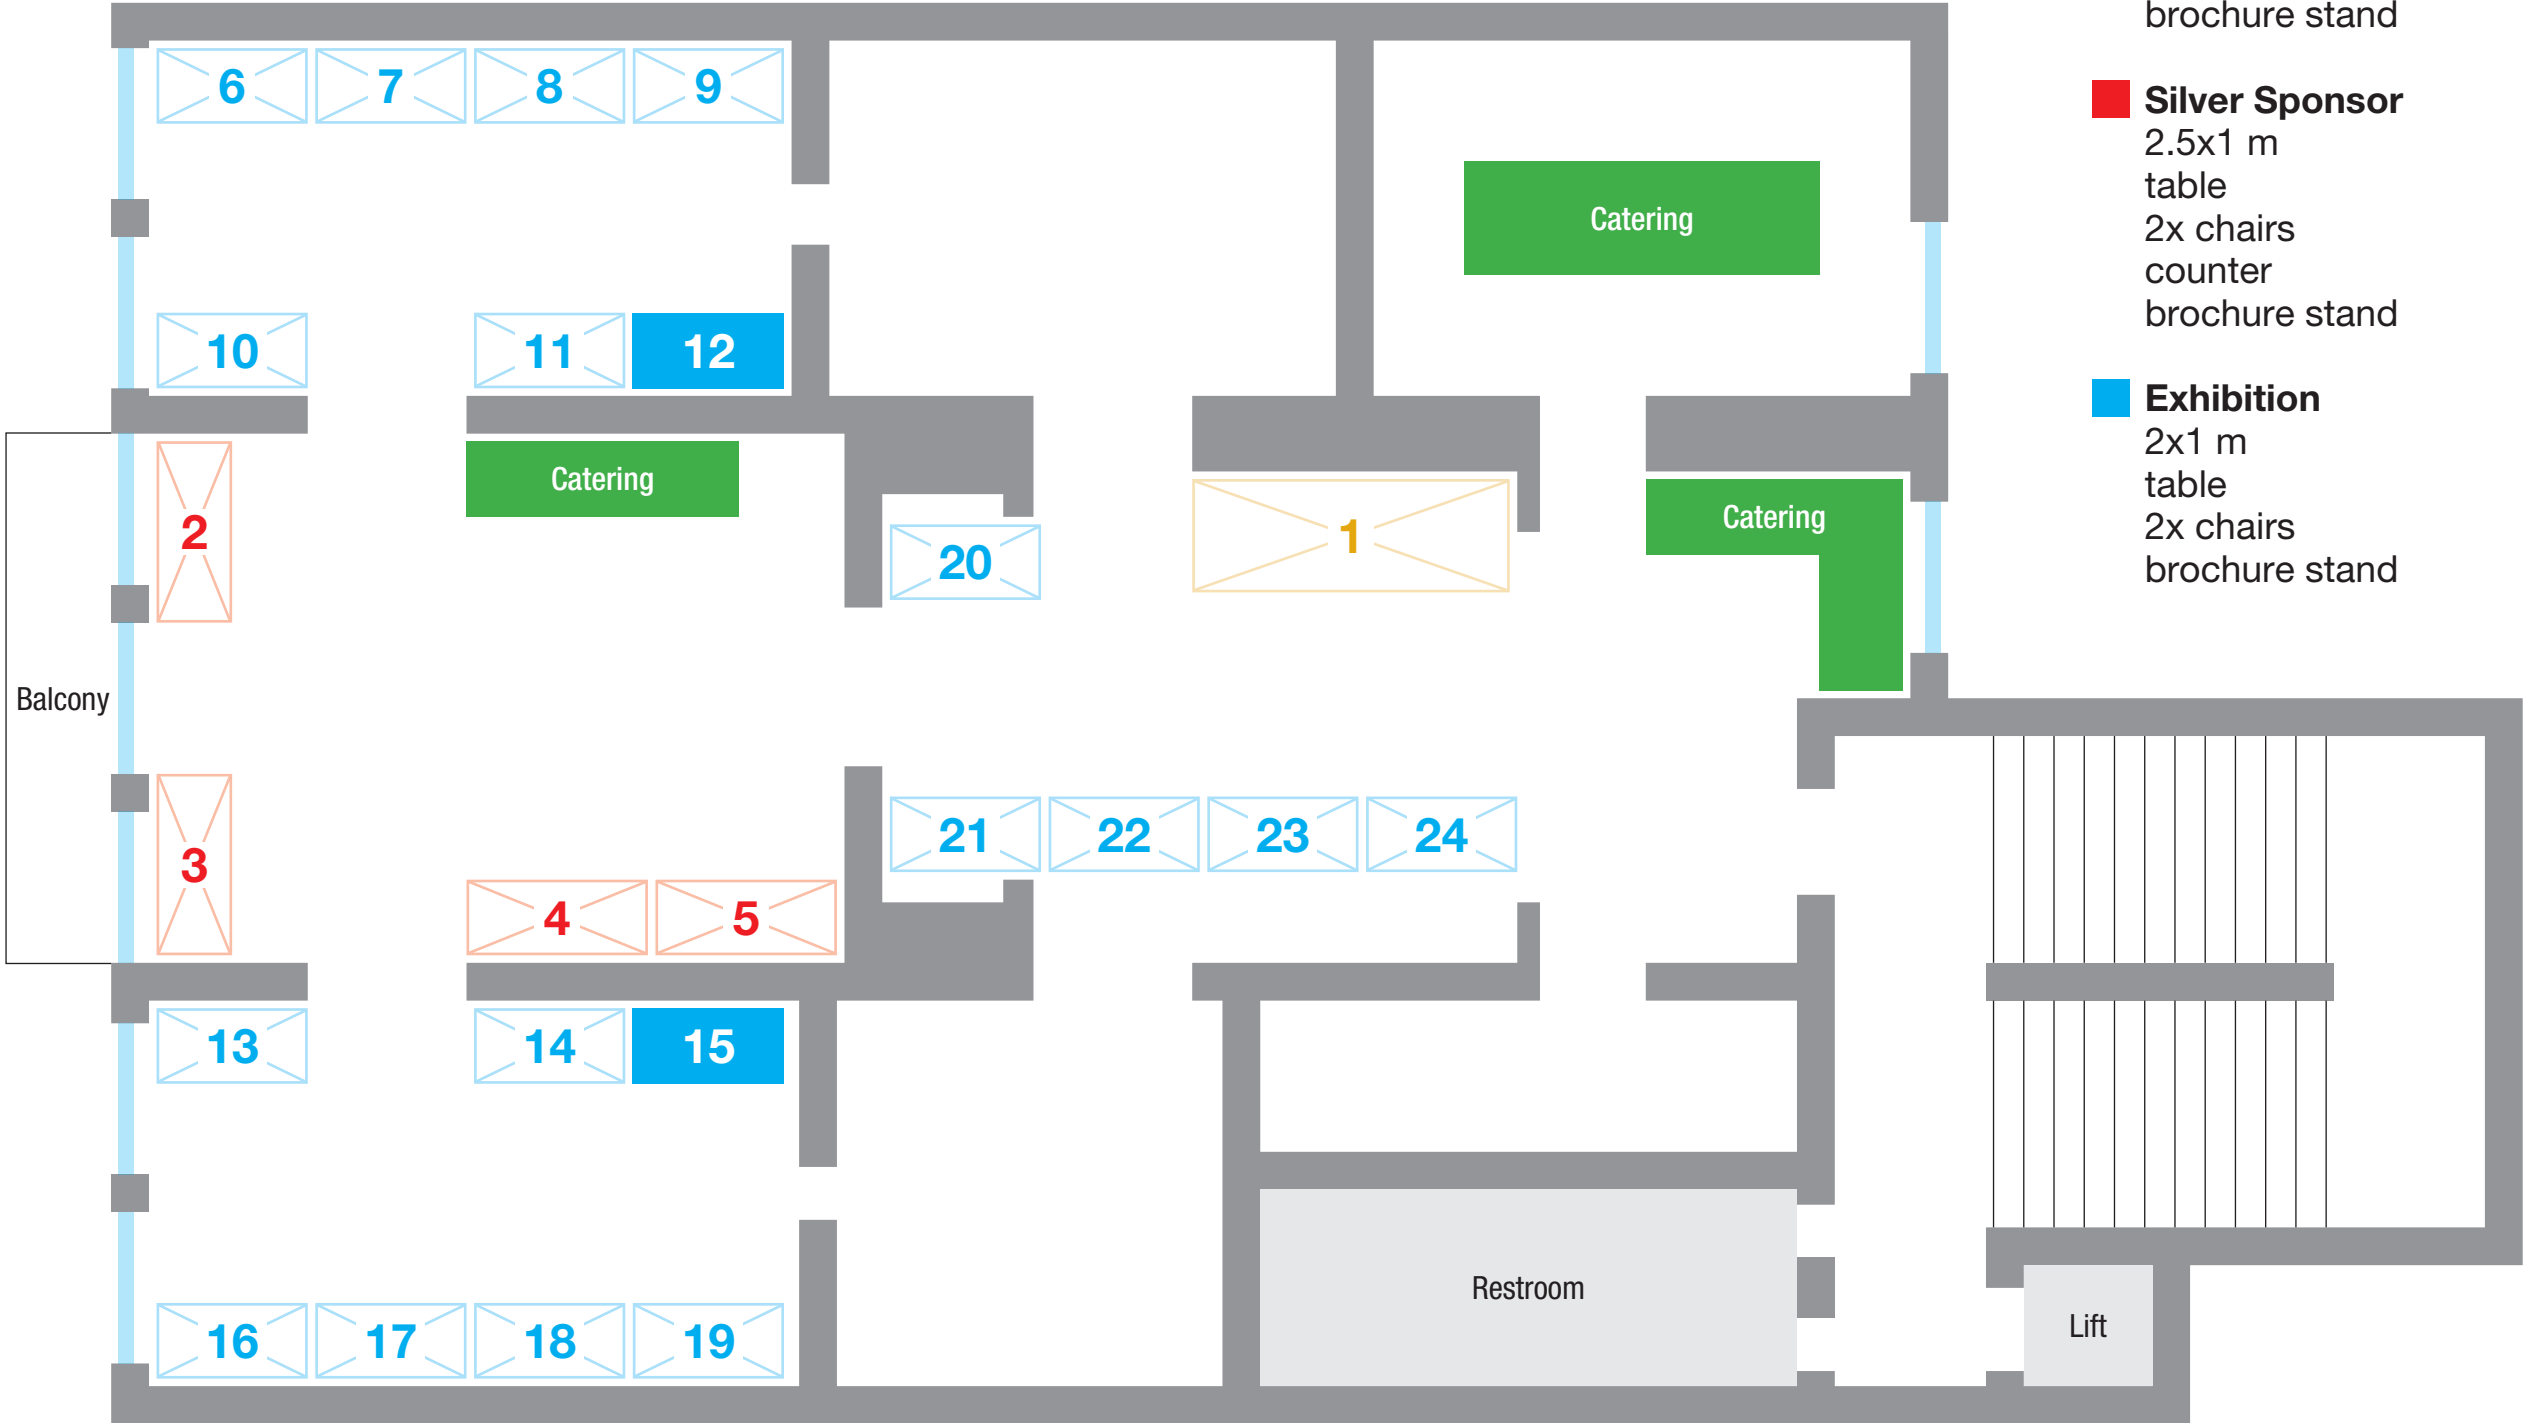 brochure stand
Silver Sponsor
2.5x1 m
table
2x chairs
counter
brochure stand
Exhibition
2x1 m
table
2x chairs
brochure stand
6
7
8
9
Catering
10
11
12
Catering
2
20
1
Catering
Balcony
3
21
22
23
24
4
5
13
14
15
Restroom
16
17
18
19
Lift